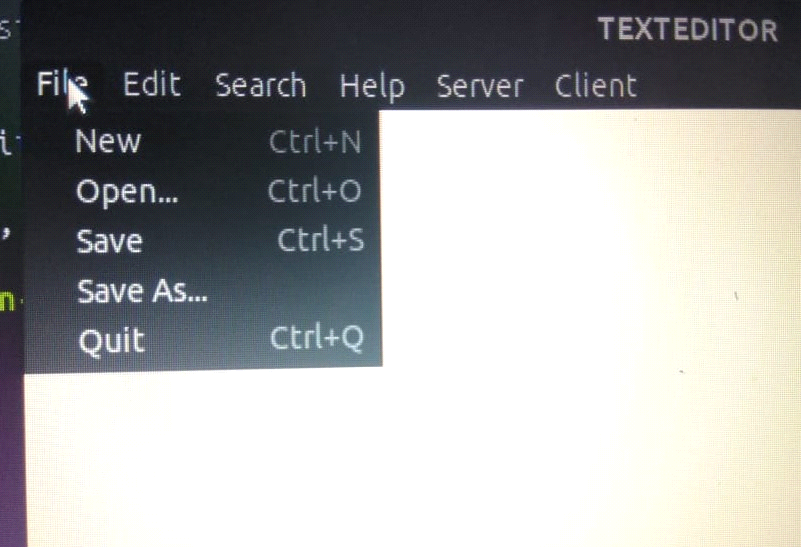 TEXTEDITOR
File Edit Search Help Server Client
New Ctrl+N
Open... Ctrl+O
Save Ctrl+S
Save As...
Quit Ctrl+Q